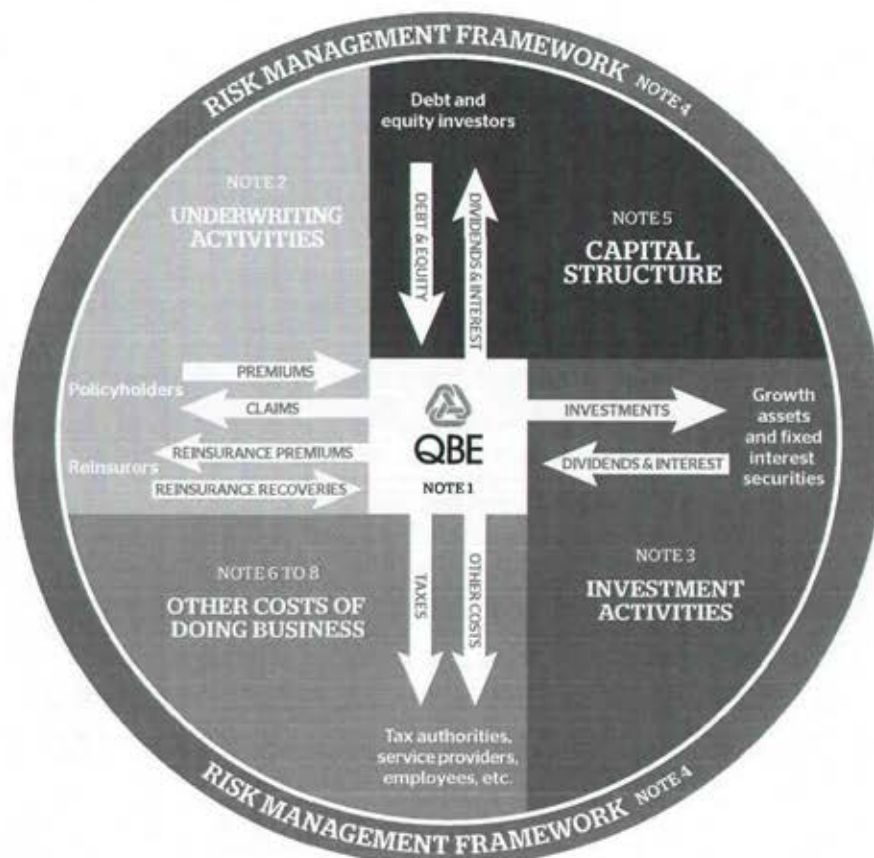 RISK MANAGEMENT FRAMEWORK NOTE 4
Debt and
equity investors
DEBT & EQUITY
DIVIDENDS & INTEREST
NOTE 2
UNDERWRITING
ACTIVITIES
NOTE 5
CAPITAL
STRUCTURE
Policyholders
PREMIUMS
CLAIMS
Reinsurers
REINSURANCE PREMIUMS
REINSURANCE RECOVERIES
QBE
NOTE 1
INVESTMENTS
DIVIDENDS & INTEREST
Growth
assets
and fixed
interest
securities
NOTE 6 TO 8
OTHER COSTS OF
DOING BUSINESS
TAXES
OTHER COSTS
NOTE 3
INVESTMENT
ACTIVITIES
Tax authorities,
service providers,
employees, etc.
RISK MANAGEMENT FRAMEWORK NOTE 4